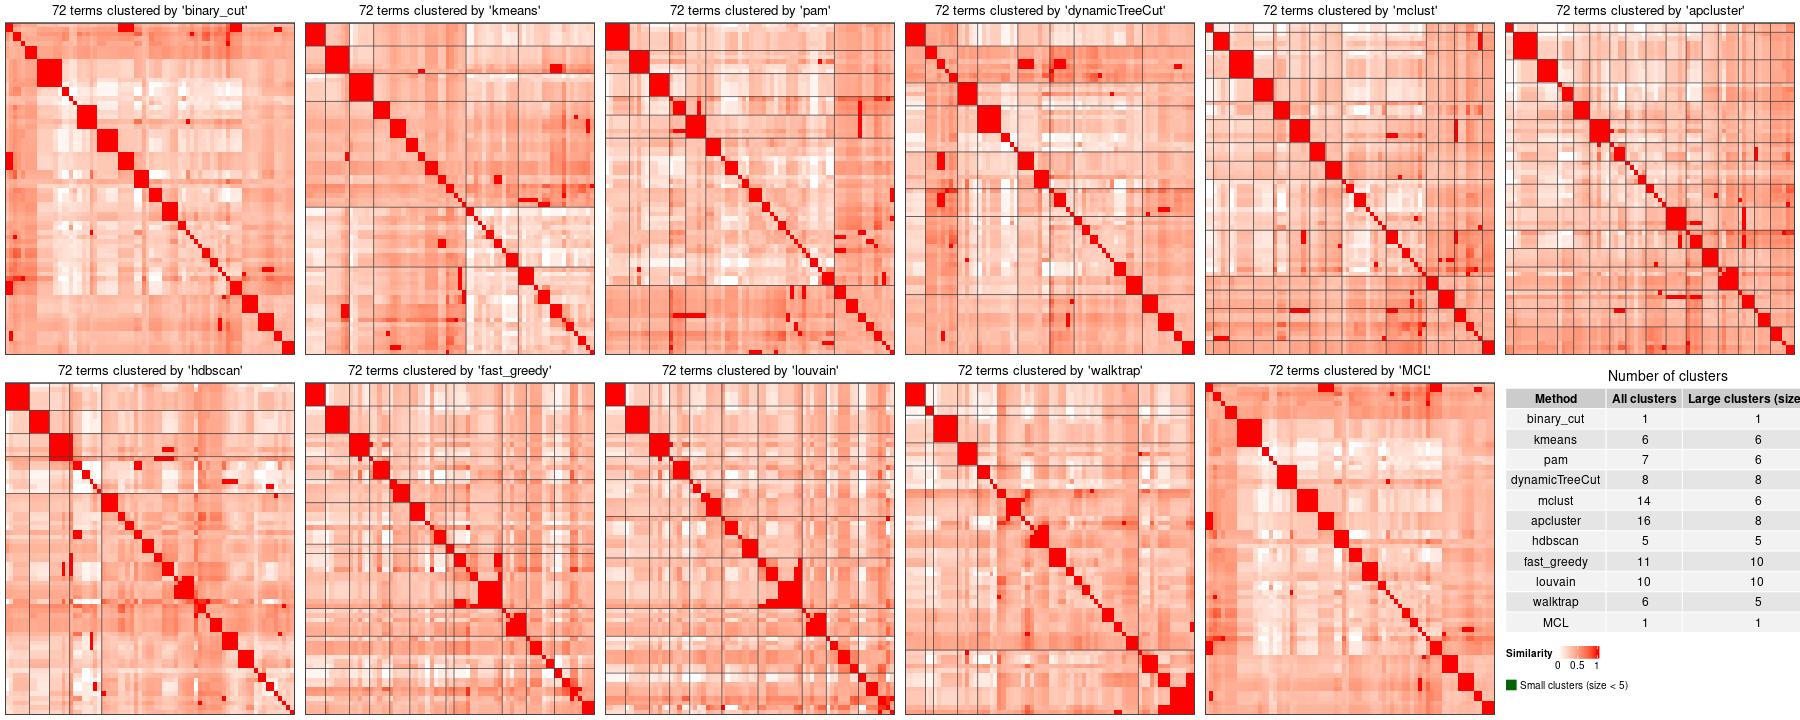 72 terms clustered by 'binary_cut'
72 terms clustered by 'kmeans'
72 terms clustered by 'pam'
72 terms clustered by 'dynamicTreeCut'
72 terms clustered by 'mclust'
72 terms clustered by 'apcluster'
72 terms clustered by 'hdbscan'
72 terms clustered by 'fast_greedy'
72 terms clustered by 'louvain'
72 terms clustered by 'walktrap'
72 terms clustered by 'MCL'
Number of clusters
Method All clusters Large clusters (size
binary_cut 1 1
kmeans 6 6
pam 7 6
dynamicTreeCut 8 8
mclust 14 6
apcluster 16 8
hdbscan 5 5
fast_greedy 11 10
louvain 10 10
walktrap 6 5
MCL 1 1
Similarity
0 0.5 1
Small clusters (size < 5)